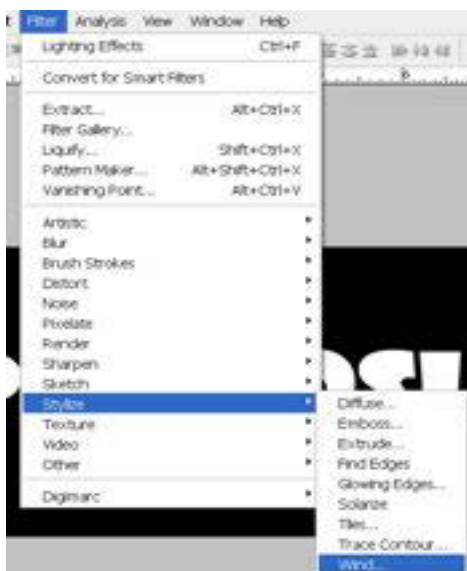 Filter Analysis View Window Help
Lighting Effects Ctrl+F
Convert for Smart Filters
Extract... Alt+Ctrl+X
Filter Gallery...
Liquify... Shift+Ctrl+X
Pattern Maker... Alt+Shift+Ctrl+X
Vanishing Point... Alt+Ctrl+V
Artistic
Blur
Brush Strokes
Distort
Noise
Pixelate
Render
Sharpen
Sketch
Stylize
Texture
Video
Other
Digimarc
Diffuse...
Emboss...
Extrude...
Find Edges
Glowing Edges...
Solarize
Tiles...
Trace Contour...
Wind...